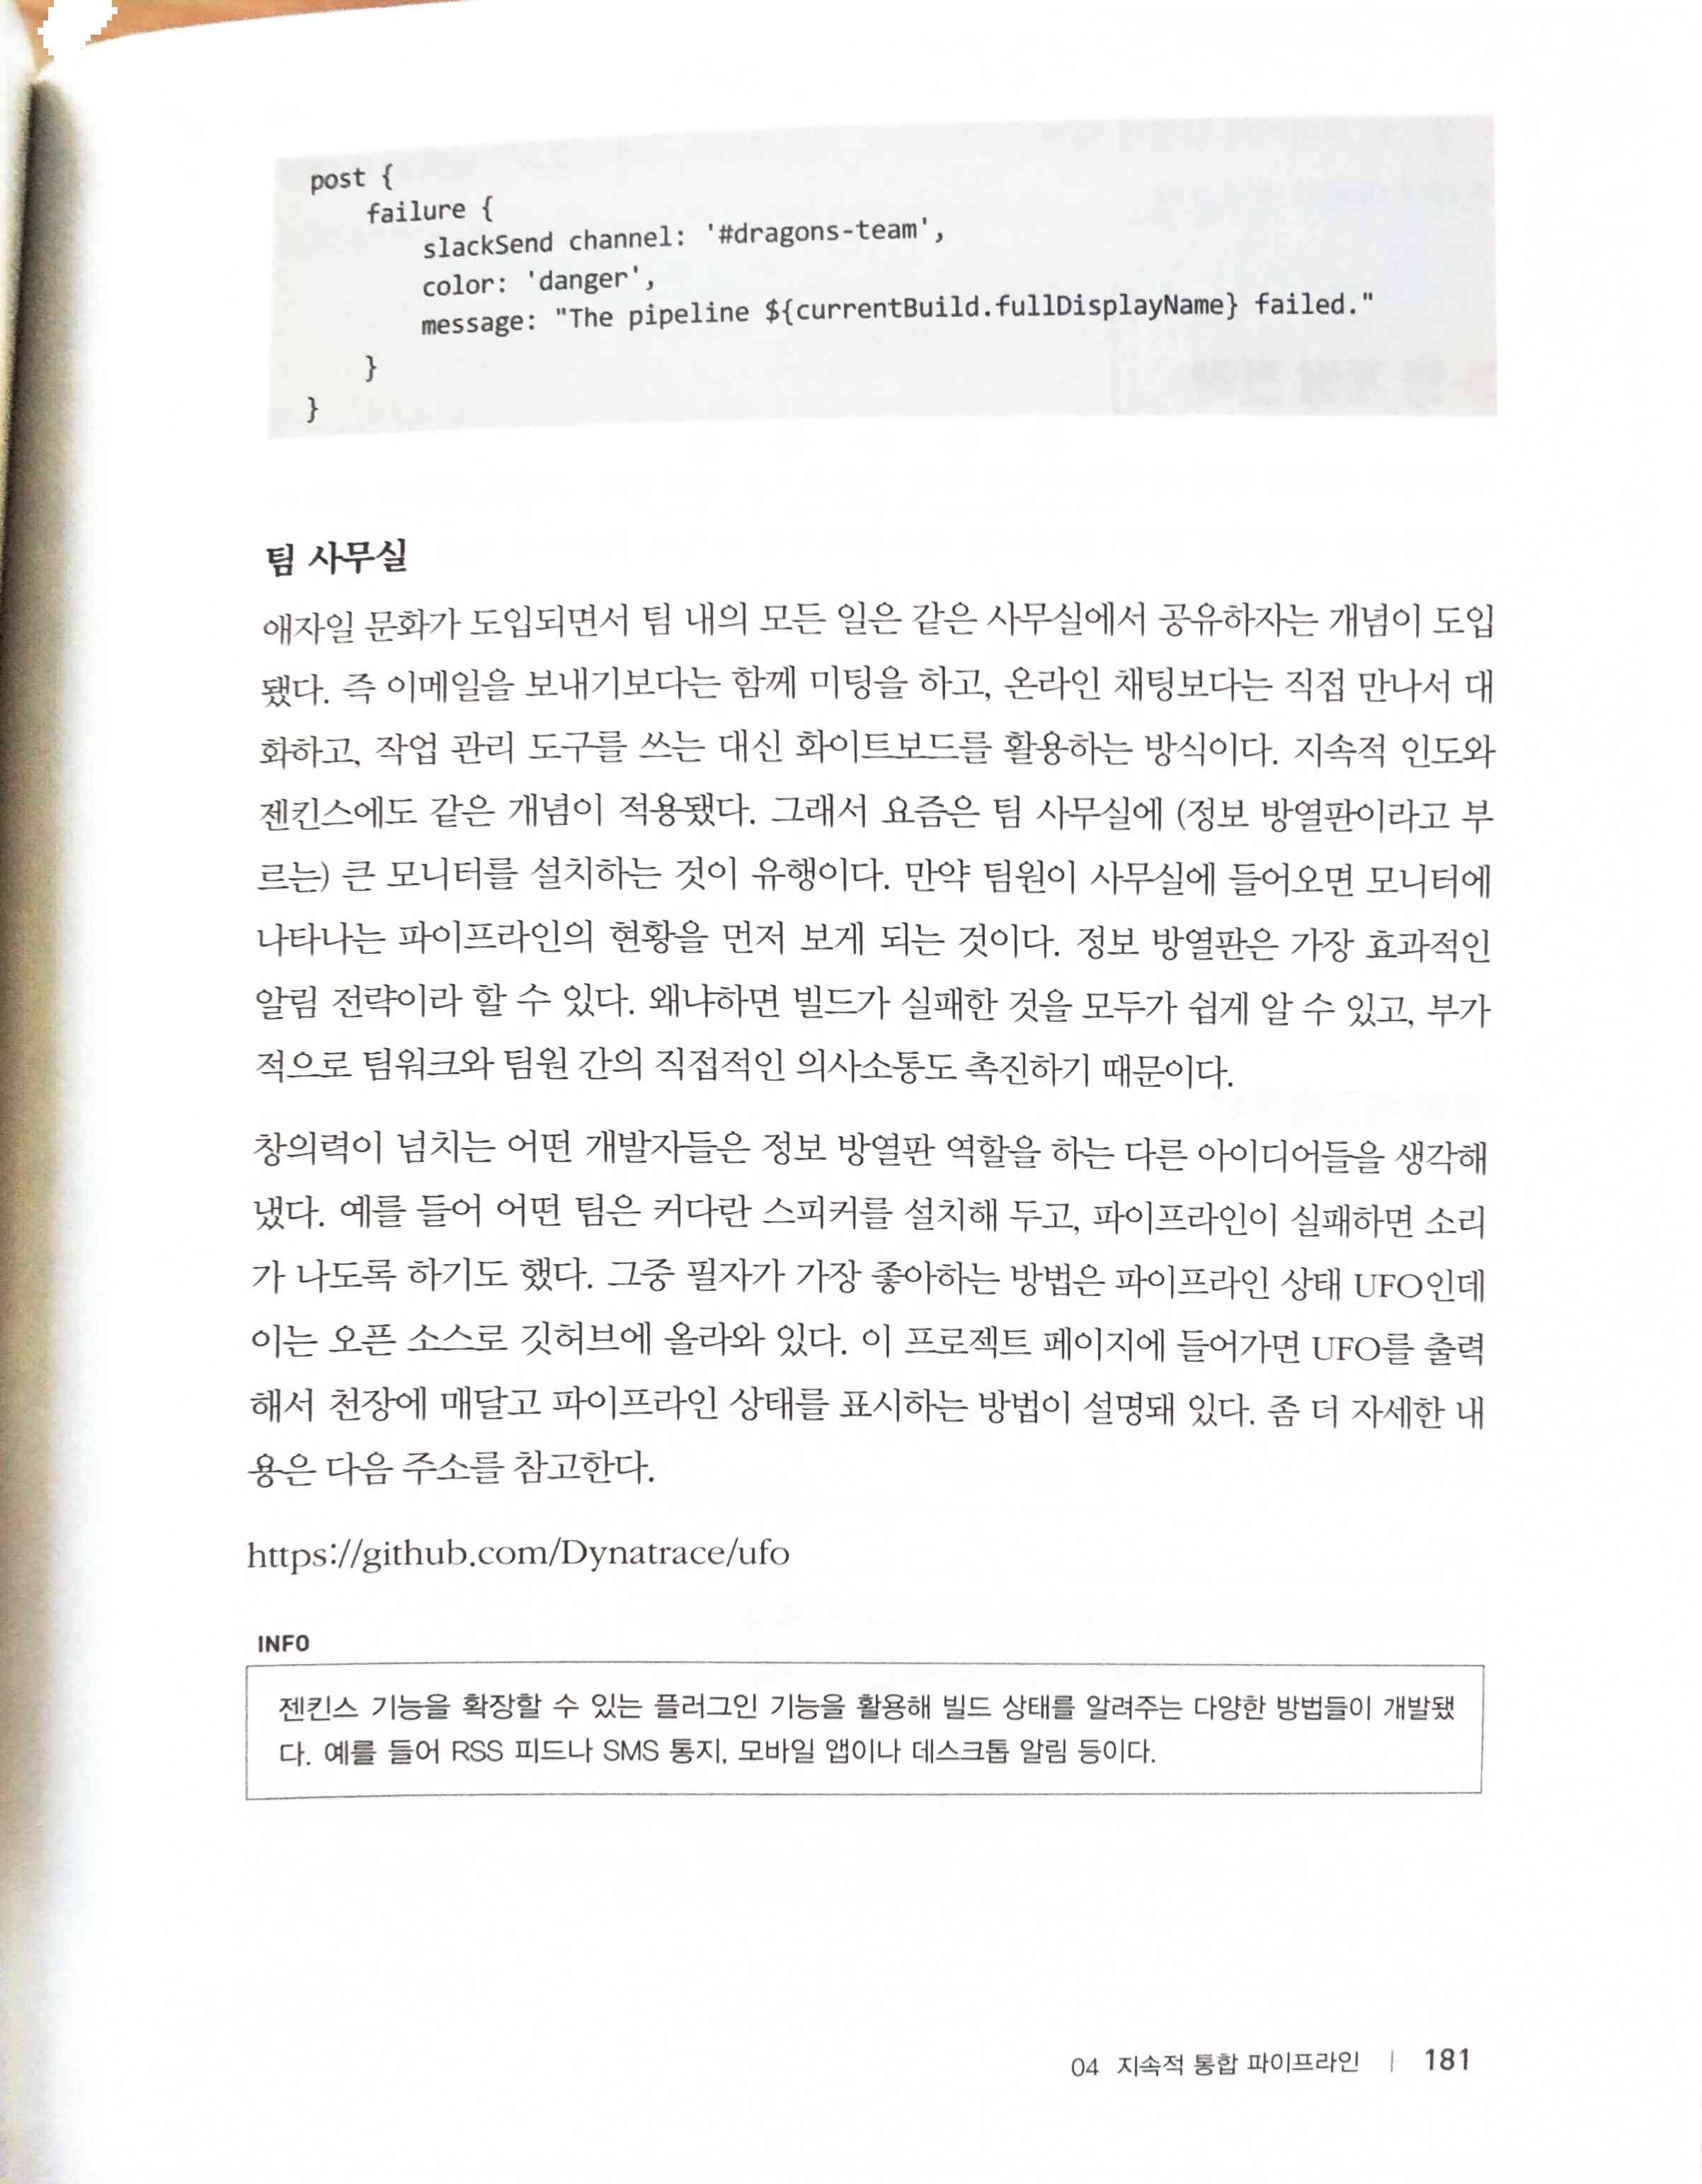 post {
failure {
slackSend channel: '#dragons-team',
color: 'danger',
message: "The pipeline ${currentBuild.fullDisplayName} failed."
}
}
팀 사무실
애자일 문화가 도입되면서 팀 내의 모든 일은 같은 사무실에서 공유하자는 개념이 도입
됐다. 즉 이메일을 보내기보다는 함께 미팅을 하고, 온라인 채팅보다는 직접 만나서 대
화하고, 작업 관리 도구를 쓰는 대신 화이트보드를 활용하는 방식이다. 지속적 인도와
젠킨스에도 같은 개념이 적용됐다. 그래서 요즘은 팀 사무실에 (정보 방열판이라고 부
르는) 큰 모니터를 설치하는 것이 유행이다. 만약 팀원이 사무실에 들어오면 모니터에
나타나는 파이프라인의 현황을 먼저 보게 되는 것이다. 정보 방열판은 가장 효과적인
알림 전략이라 할 수 있다. 왜냐하면 빌드가 실패한 것을 모두가 쉽게 알 수 있고, 부가
적으로 팀워크와 팀원 간의 직접적인 의사소통도 촉진하기 때문이다.
창의력이 넘치는 어떤 개발자들은 정보 방열판 역할을 하는 다른 아이디어들을 생각해
냈다. 예를 들어 어떤 팀은 커다란 스피커를 설치해 두고, 파이프라인이 실패하면 소리
가 나도록 하기도 했다. 그중 필자가 가장 좋아하는 방법은 파이프라인 상태 UFO인데
이는 오픈 소스로 깃허브에 올라와 있다. 이 프로젝트 페이지에 들어가면 UFO를 출력
해서 천장에 매달고 파이프라인 상태를 표시하는 방법이 설명돼 있다. 좀 더 자세한 내
용은 다음 주소를 참고한다.
https://github.com/Dynatrace/ufo
INFO
젠킨스 기능을 확장할 수 있는 플러그인 기능을 활용해 빌드 상태를 알려주는 다양한 방법들이 개발됐
다. 예를 들어 RSS 피드나 SMS 통지, 모바일 앱이나 데스크톱 알림 등이다.
04 지속적 통합 파이프라인 | 181